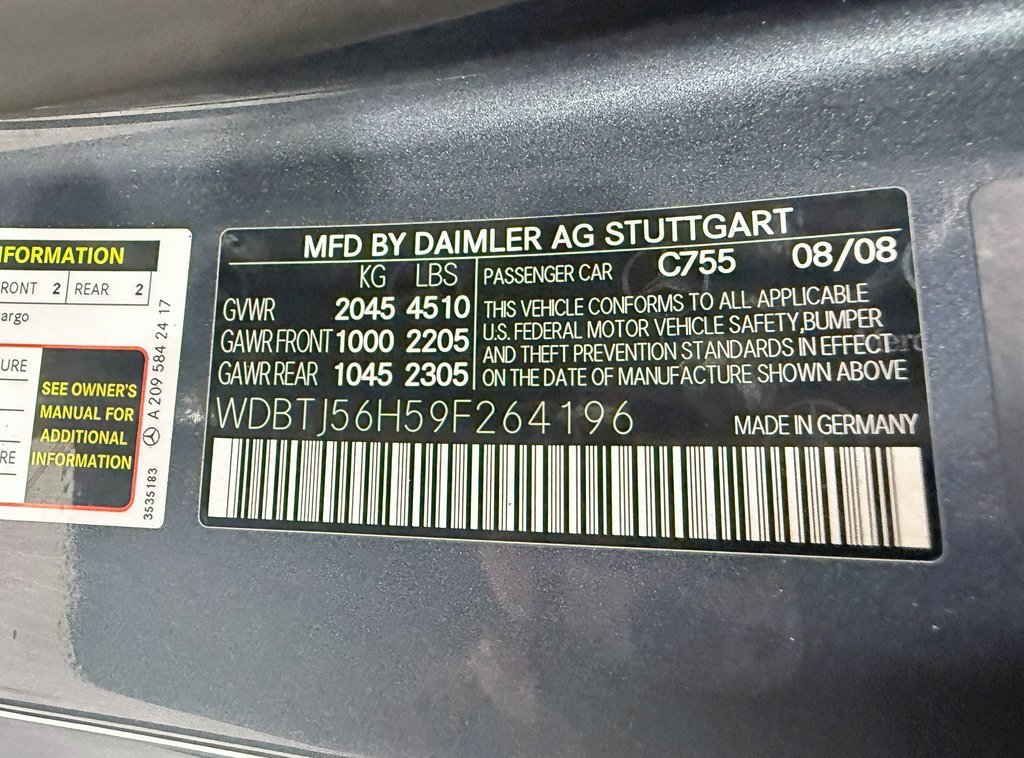 INFORMATION
FRONT 2 REAR 2
argo
URE
SEE OWNER'S
MANUAL FOR
ADDITIONAL
INFORMATION
RE
3535183 A 209 584 24 17
MFD BY DAIMLER AG STUTTGART
KG LBS
GVWR 2045 4510
GAWR FRONT 1000 2205
GAWR REAR 1045 2305
PASSENGER CAR C755 08/08
THIS VEHICLE CONFORMS TO ALL APPLICABLE
U.S. FEDERAL MOTOR VEHICLE SAFETY, BUMPER
AND THEFT PREVENTION STANDARDS IN EFFECT
ON THE DATE OF MANUFACTURE SHOWN ABOVE
WDBTJ56H59F264196 MADE IN GERMANY